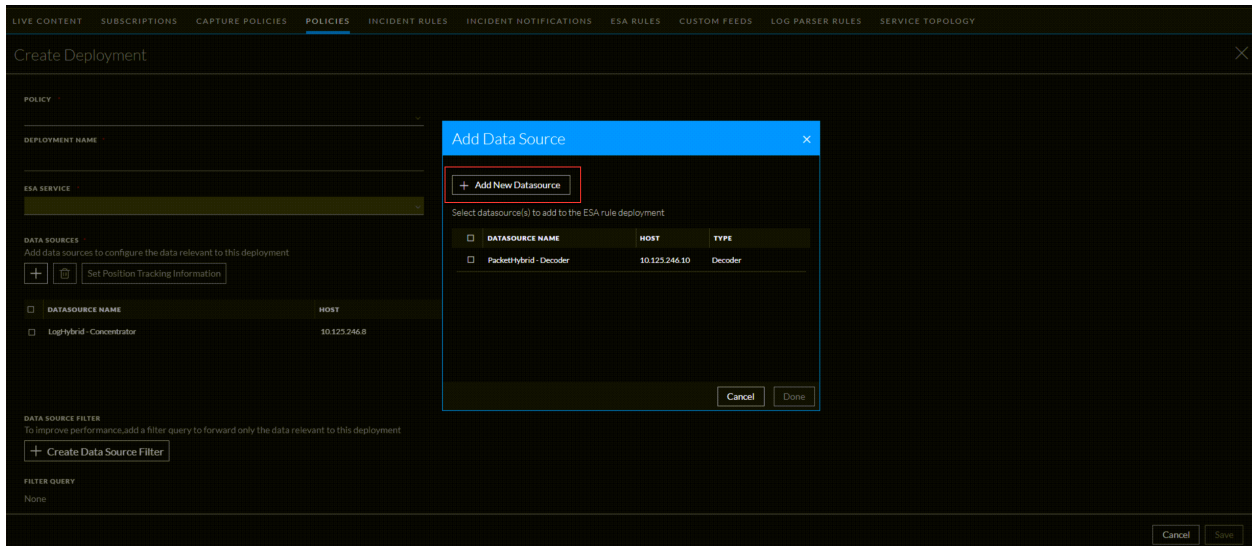 LIVE CONTENT SUBSCRIPTIONS CAPTURE POLICIES POLICIES INCIDENT RULES INCIDENT NOTIFICATIONS ESA RULES CUSTOM FEEDS LOG PARSER RULES SERVICE TOPOLOGY
Create Deployment
POLICY *
DEPLOYMENT NAME *
ESA SERVICE *
DATA SOURCES *
Add data sources to configure the data relevant to this deployment
Set Position Tracking Information
DATASOURCE NAME HOST
LogHybrid - Concentrator 10.125.246.8
DATA SOURCE FILTER
To improve performance,add a filter query to forward only the data relevant to this deployment
+ Create Data Source Filter
FILTER QUERY
None
Add Data Source
+ Add New Datasource
Select datasource(s) to add to the ESA rule deployment
DATASOURCE NAME HOST TYPE
PacketHybrid - Decoder 10.125.246.10 Decoder
Cancel Done
Cancel Save